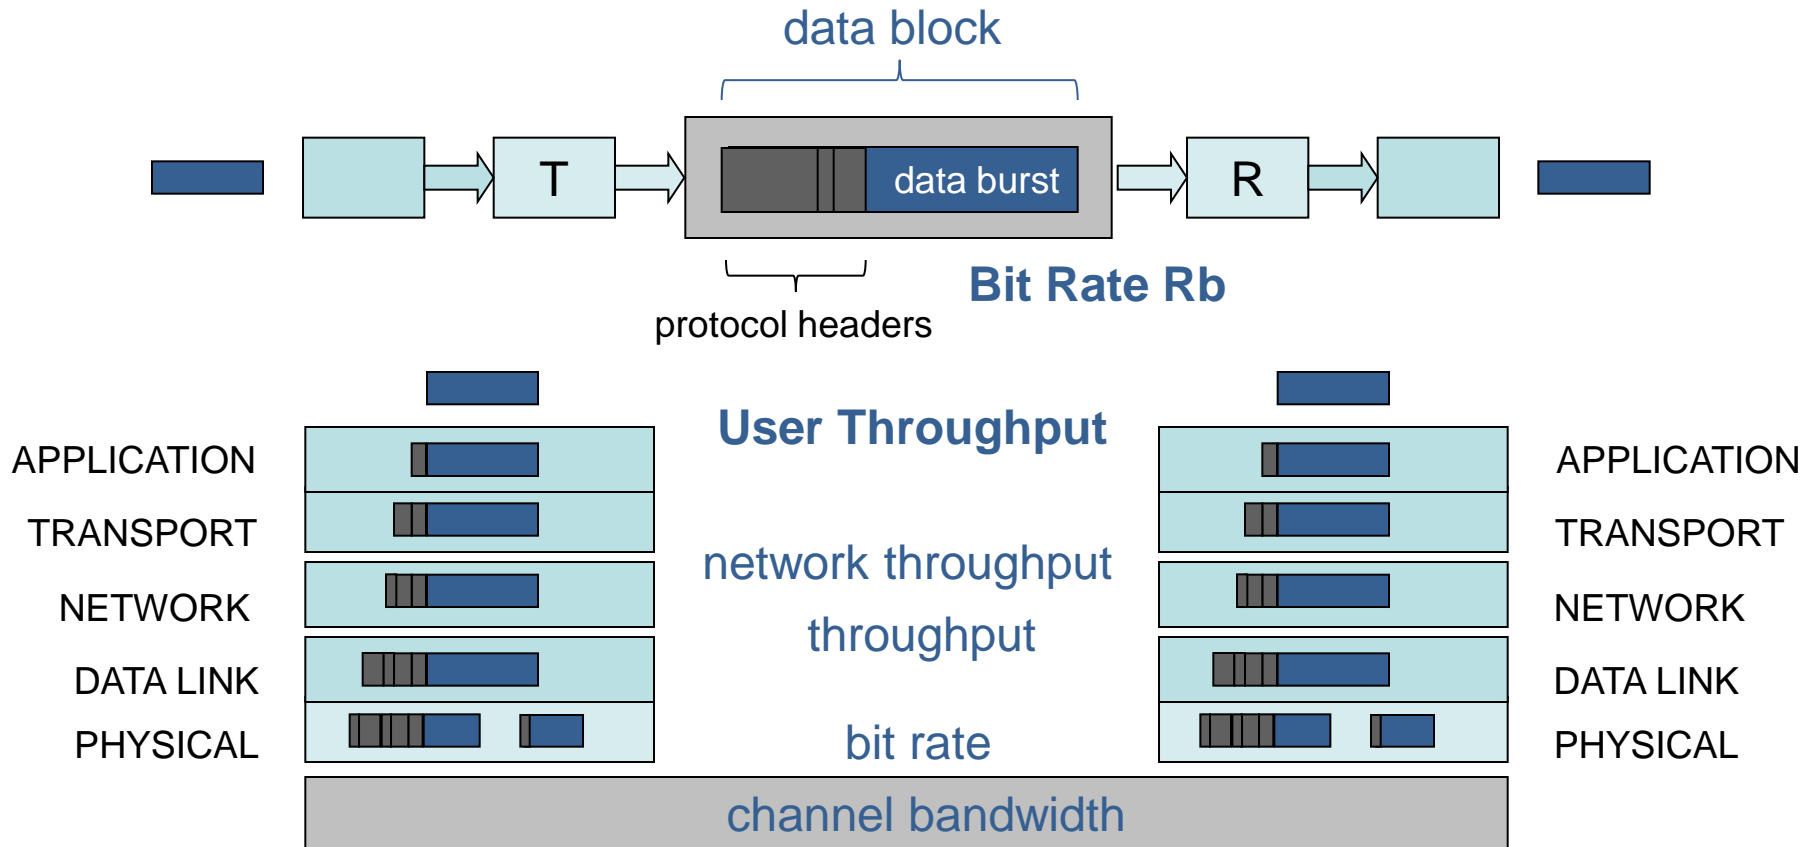 data block
T
data burst
R
Bit Rate Rb
protocol headers
User Throughput
APPLICATION
APPLICATION
TRANSPORT
TRANSPORT
network throughput
NETWORK
NETWORK
throughput
DATA LINK
DATA LINK
PHYSICAL
bit rate
PHYSICAL
channel bandwidth